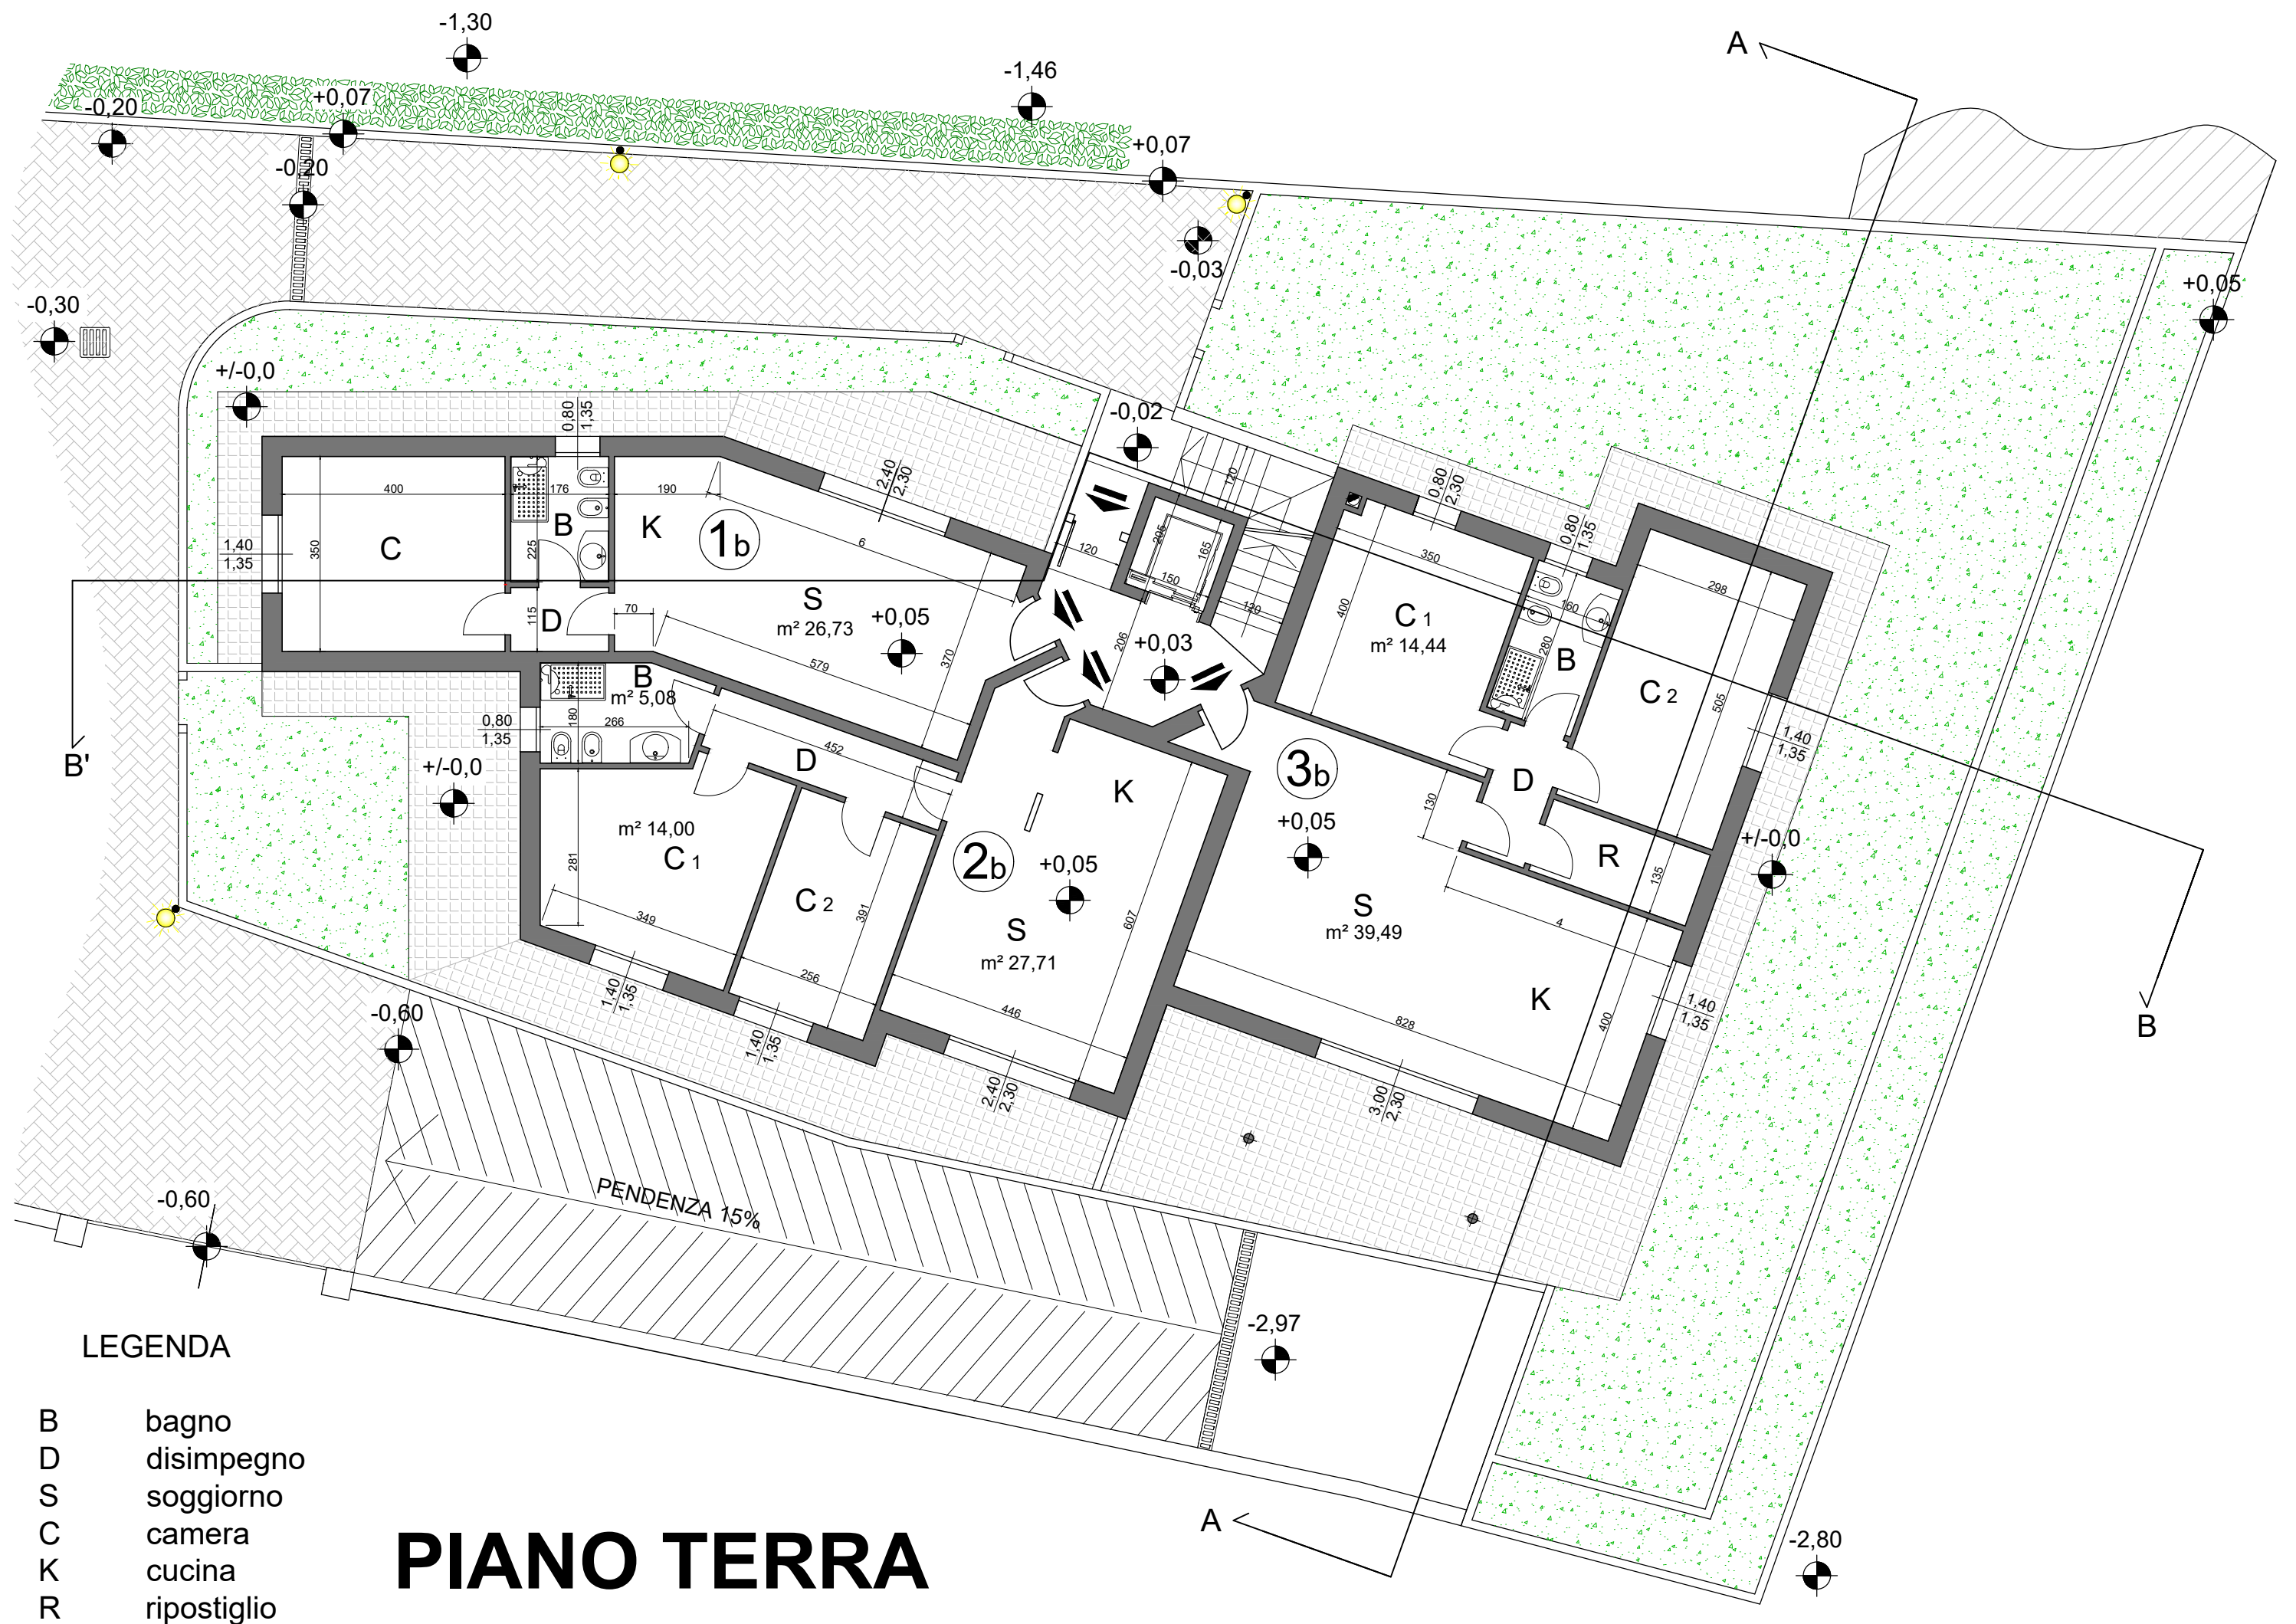 -1,30
A
-1,46
-0,20
+0,07
+0,07
-0,20
-0,03
+0,05
-0,30
+/-0,0
-0,02
0,80
1,35
2,40
2,30
120
0,80
2,30
0,80
1,35
400
176
190
1b
K
B
C
350
225
6
205
165
150
120
120
350
160
298
1,40
1,35
S
m² 26,73
+0,05
70
115
D
579
370
206
+0,03
400
C 1
m² 14,44
280
B
C 2
505
B
m² 5,08
180
266
0,80
1,35
452
D
1,40
1,35
B'
+/-0,0
K
3b
D
130
+0,05
m² 14,00
C 1
281
349
C 2
391
256
2b
+0,05
S
m² 27,71
607
446
R
135
+/-0,0
S
m² 39,49
4
K
828
400
1,40
1,35
B
1,40
1,35
1,40
1,35
2,40
2,30
3,00
2,30
-0,60
-0,60
PENDENZA 15%
-2,97
A
-2,80
LEGENDA
B bagno
D disimpegno
S soggiorno
C camera
K cucina
R ripostiglio
PIANO TERRA